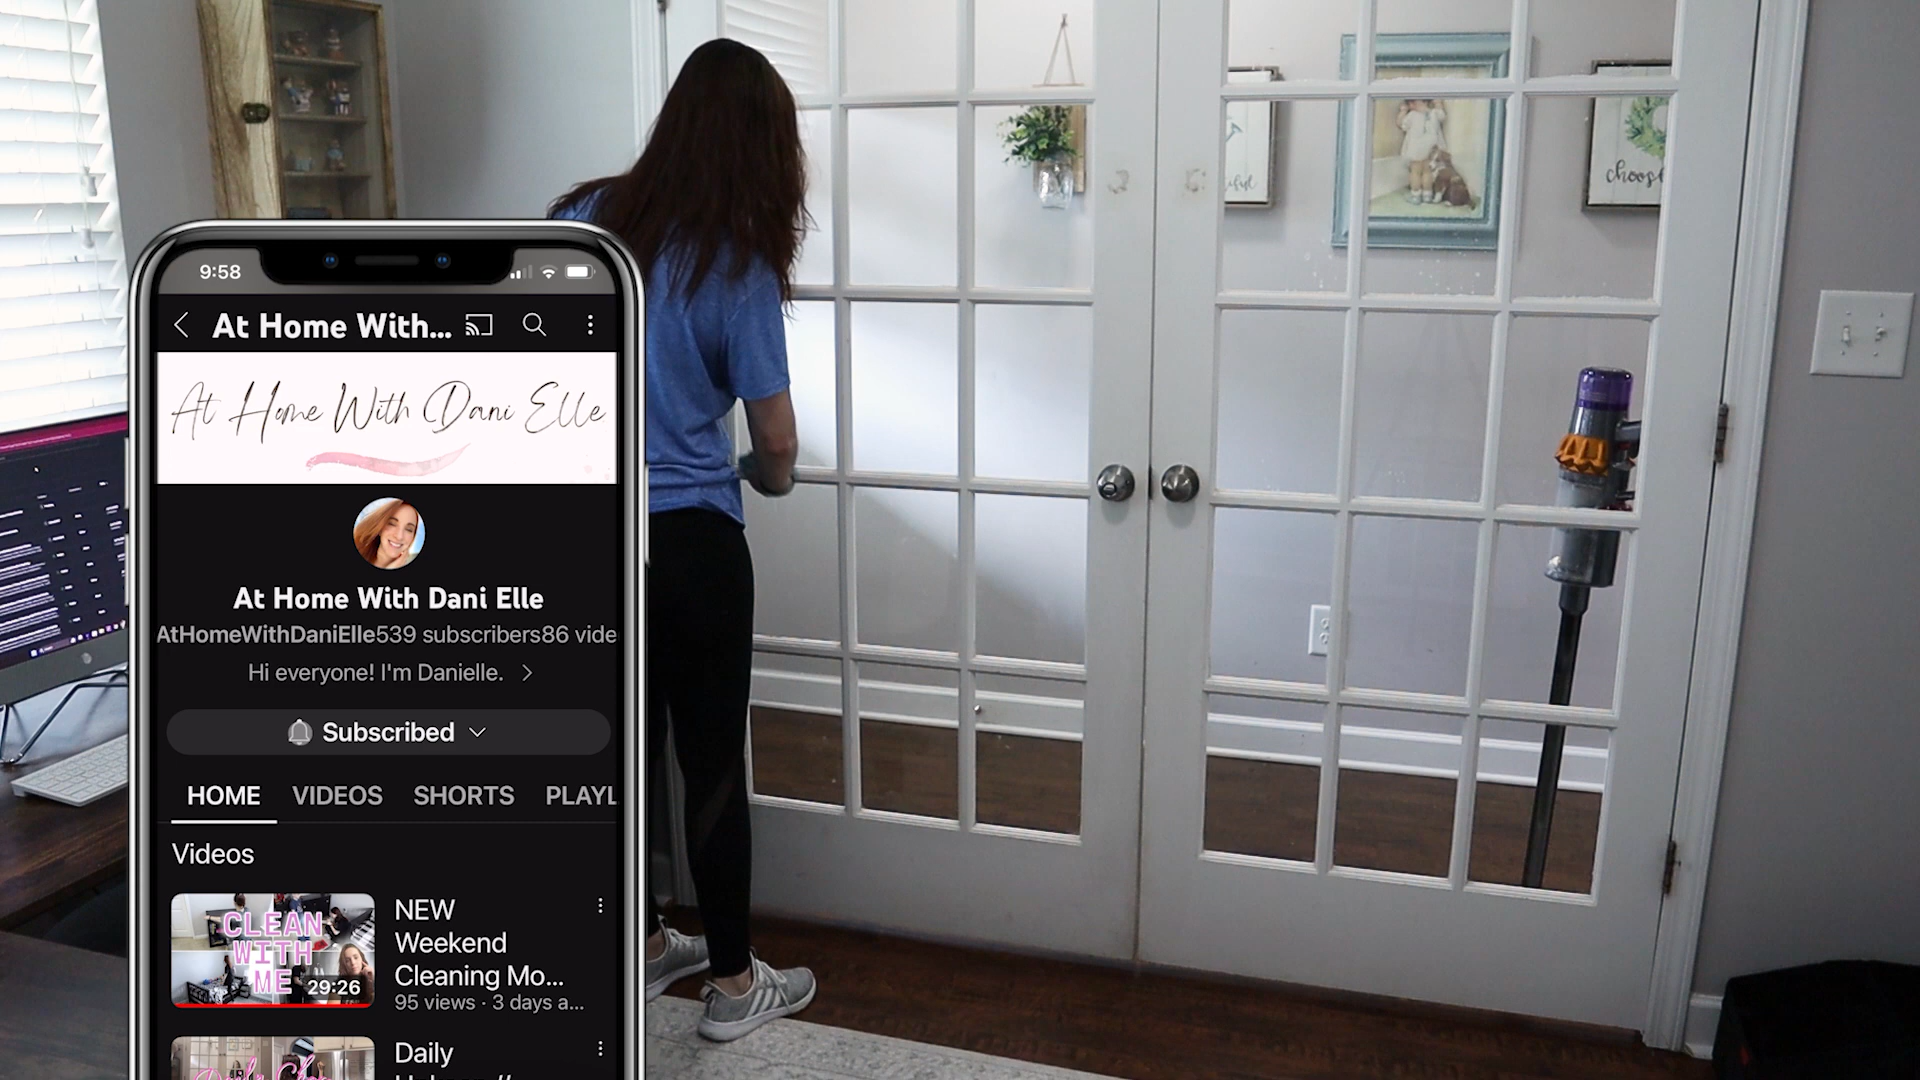 9:58
At Home With...
At Home With Dani Elle
At Home With Dani Elle
AtHomeWithDaniElle539 subscribers86 vide
Hi everyone! I'm Danielle.
Subscribed
HOME VIDEOS SHORTS PLAYL
Videos
CLEAN
WITH
ME
29:26
NEW
Weekend
Cleaning Mo...
95 views · 3 days a...
Daily
choose